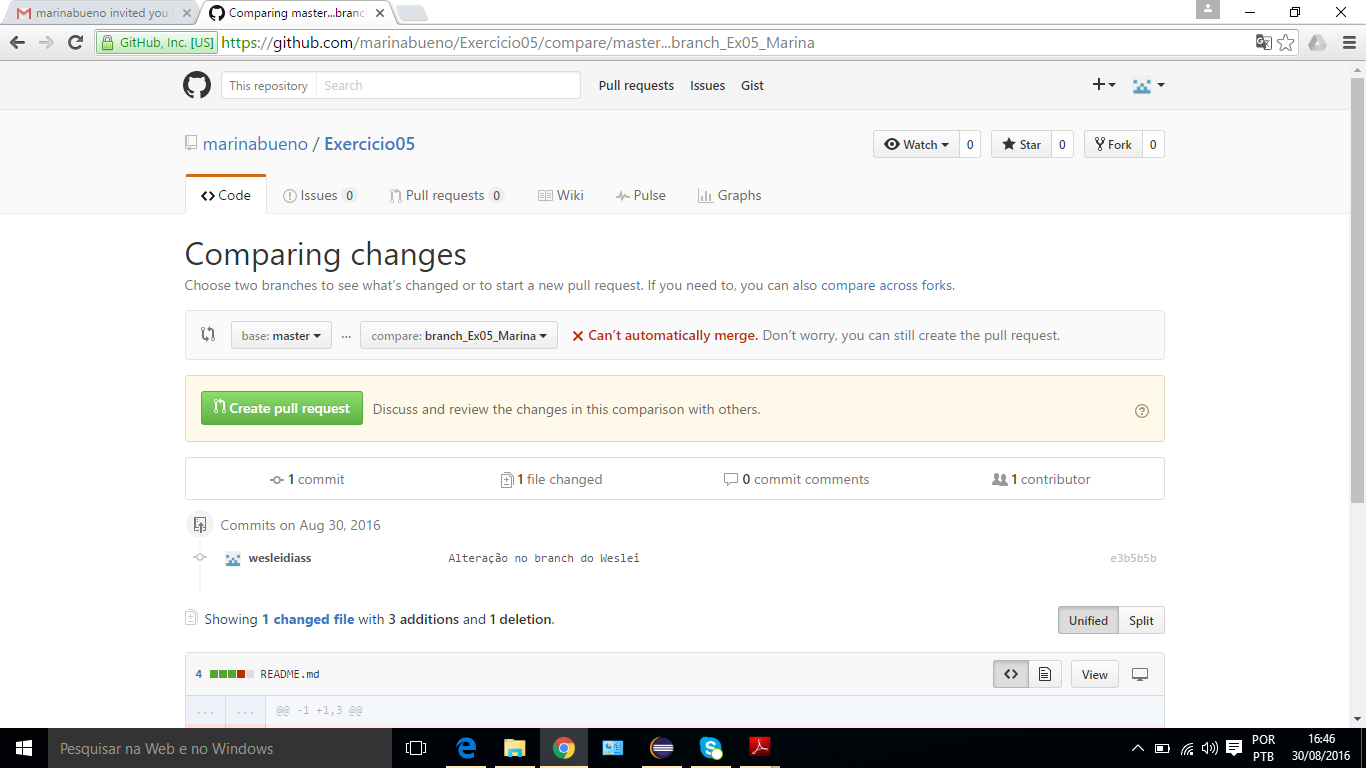 marinabueno invited you
Comparing master...branch
GitHub, Inc. [US] https://github.com/marinabueno/Exercicio05/compare/master...branch_Ex05_Marina
This repository Search Pull requests Issues Gist
marinabueno / Exercicio05
Watch 0 Star 0 Fork 0
Code Issues 0 Pull requests 0 Wiki Pulse Graphs
Comparing changes
Choose two branches to see what's changed or to start a new pull request. If you need to, you can also compare across forks.
base: master ... compare: branch_Ex05_Marina Can't automatically merge. Don't worry, you can still create the pull request.
Create pull request Discuss and review the changes in this comparison with others.
1 commit 1 file changed 0 commit comments 1 contributor
Commits on Aug 30, 2016
wesleidiass Alteração no branch do Weslei e3b5b5b
Showing 1 changed file with 3 additions and 1 deletion.
Unified Split
4 README.md View
... ... @@ -1 +1,3 @@
Pesquisar na Web e no Windows
POR 16:46
PTB 30/08/2016